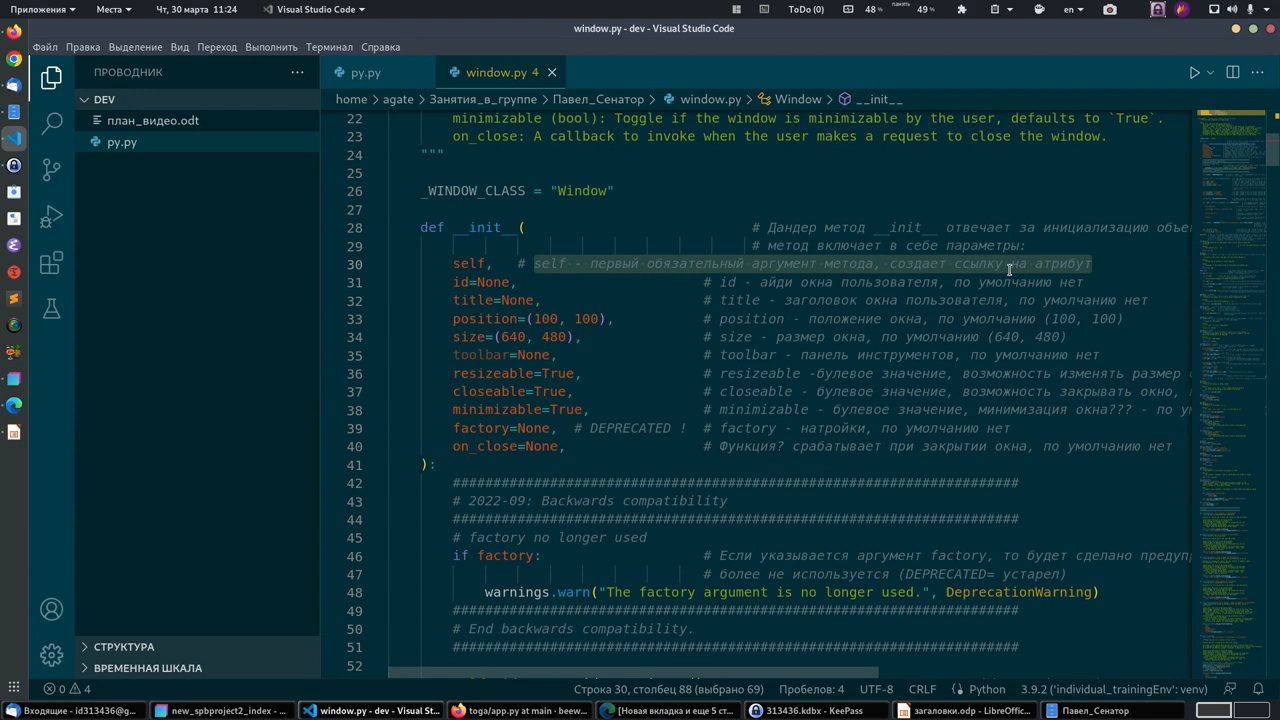 Приложения
Чт, 30 марта 11:24
Visual Studio Code
ToDo (0)
48 %
память
49 %
en
window.py - dev - Visual Studio Code
Файл Правка Выделение Вид Переход Выполнить Терминал Справка
ПРОВОДНИК
DEV
план_видео.odt
py.py
СТРУКТУРА
ВРЕМЕННАЯ ШКАЛА
py.py
window.py 4
home > agate > Занятия_в_группе > Павел_Сенатор > window.py > Window > __init__
22 minimizable (bool): Toggle if the window is minimizable by the user, defaults to `True`.
23 on_close: A callback to invoke when the user makes a request to close the window.
24 """
25
26 _WINDOW_CLASS = "Window"
27
28 def __init__( # Дандер метод __init__ отвечает за инициализацию объе
29 # метод включает в себе параметры:
30 self, # self - первый обязательный аргумент метода, создает ссылку на атрибут
31 id=None, # id - айди окна пользователя, по умолчанию нет
32 title=None, # title - заголовок окна пользователя, по умолчанию нет
33 position=(100, 100), # position - положение окна, по умолчанию (100, 100)
34 size=(640, 480), # size - размер окна, по умолчанию (640, 480)
35 toolbar=None, # toolbar - панель инструментов. по умолчанию нет
36 resizeable=True, # resizeable -булевое значение, возможность изменять размер
37 closeable=True, # closeable - булевое значение, возможность закрывать окно,
38 minimizable=True, # minimizable - булевое значение, минимизация окна??? - по у
39 factory=None, # DEPRECATED ! # factory - натройки, по умолчанию нет
40 on_close=None, # Функция? срабатывает при закрытии окна, по умолчанию нет
41 ):
42 ######################################################################
43 # 2022-09: Backwards compatibility
44 ######################################################################
45 # factory no longer used
46 if factory: # Если указывается аргумент factory, то будет сделано предуп
47 # более не используется (DEPRECATED= устарел)
48 warnings.warn("The factory argument is no longer used.", DeprecationWarning)
49 ######################################################################
50 # End backwards compatibility.
51 ######################################################################
52
0 4
Строка 30, столбец 88 (выбрано 69) Пробелов: 4 UTF-8 CRLF Python 3.9.2 ('individual_trainingEnv': venv)
Входящие - id313436@g...
new_spbproject2_index - ...
window.py - dev - Visual St...
toga/app.py at main · beew...
[Новая вкладка и еще 5 ст...
313436.kdbx - KeePass
загаловки.odp - LibreOffic...
Павел_Сенатор